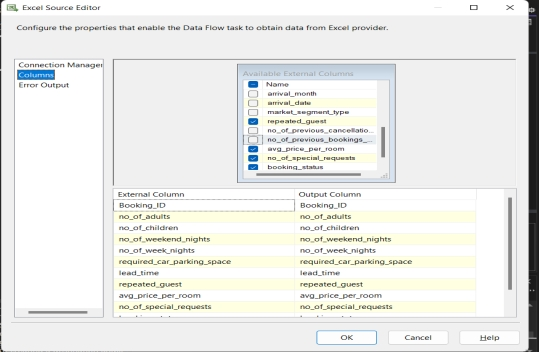 Excel Source Editor
Configure the properties that enable the Data Flow task to obtain data from Excel provider.
Connection Manager
Columns
Error Output
Available External Columns
Name
arrival_month
arrival_date
market_segment_type
repeated_guest
no_of_previous_cancellatio...
no_of_previous_bookings_...
avg_price_per_room
no_of_special_requests
booking_status
External Column Output Column
Booking_ID Booking_ID
no_of_adults no_of_adults
no_of_children no_of_children
no_of_weekend_nights no_of_weekend_nights
no_of_week_nights no_of_week_nights
required_car_parking_space required_car_parking_space
lead_time lead_time
repeated_guest repeated_guest
avg_price_per_room avg_price_per_room
no_of_special_requests no_of_special_requests
OK Cancel Help